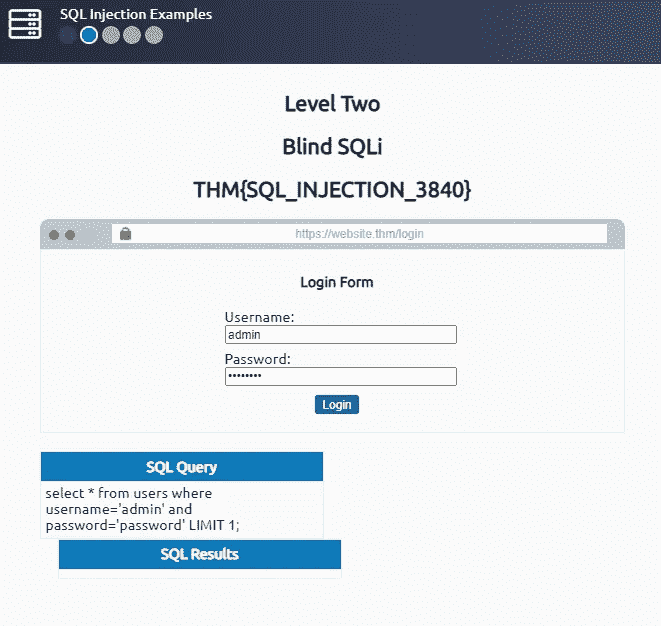 SQL Injection Examples
Level Two
Blind SQLi
THM{SQL_INJECTION_3840}
https://website.thm/login
Login Form
Username:
admin
Password:
••••••••
Login
SQL Query
select * from users where
username='admin' and
password='password' LIMIT 1;
SQL Results